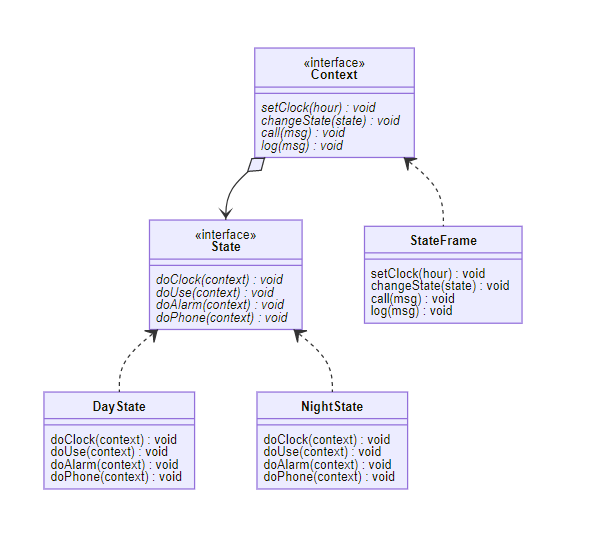 «interface»
Context
setClock(hour) : void
changeState(state) : void
call(msg) : void
log(msg) : void
«interface»
State
doClock(context) : void
doUse(context) : void
doAlarm(context) : void
doPhone(context) : void
StateFrame
setClock(hour) : void
changeState(state) : void
call(msg) : void
log(msg) : void
DayState
doClock(context) : void
doUse(context) : void
doAlarm(context) : void
doPhone(context) : void
NightState
doClock(context) : void
doUse(context) : void
doAlarm(context) : void
doPhone(context) : void